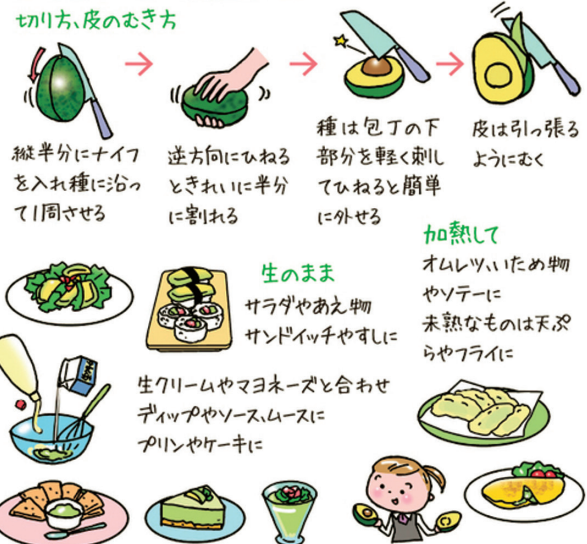 切り方、皮のむき方
縦半分にナイフ
を入れ種に沿っ
て1周させる
逆方向にひねる
ときれいに半分
に割れる
種は包丁の下
部分を軽く刺し
てひねると簡単
に外せる
皮は引っ張る
ようにむく
生のまま
サラダやあえ物
サンドイッチやすしに
生クリームやマヨネーズと合わせ
ディップやソース、ムースに
プリンやケーキに
加熱して
オムレツ、いため物
やソテーに
未熟なものは天ぷ
らやフライに